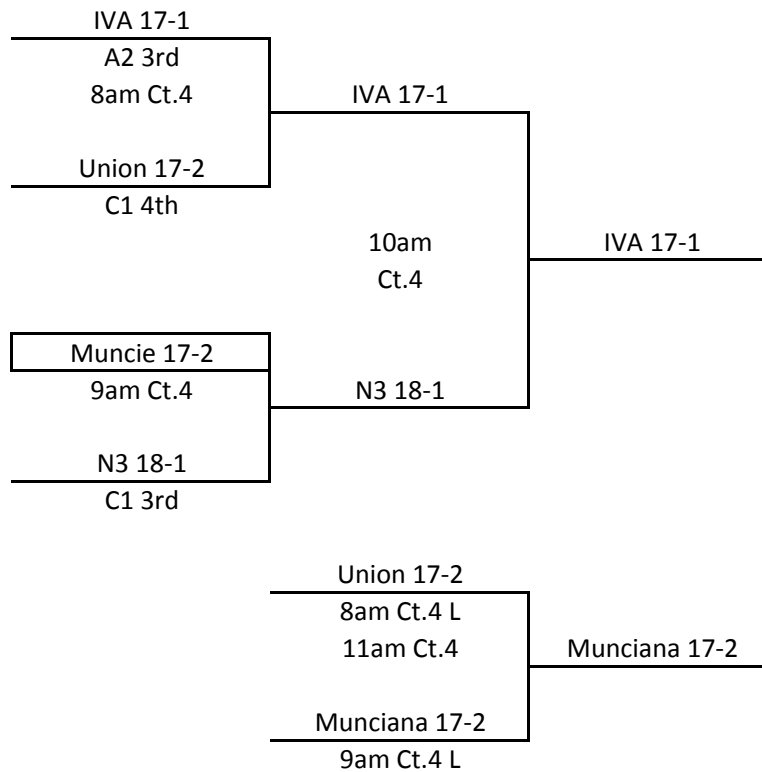 IVA 17-1
A2 3rd
8am Ct.4
IVA 17-1
Union 17-2
C1 4th
10am
Ct.4
IVA 17-1
Muncie 17-2
9am Ct.4
N3 18-1
N3 18-1
C1 3rd
Union 17-2
8am Ct.4 L
11am Ct.4
Munciana 17-2
Munciana 17-2
9am Ct.4 L